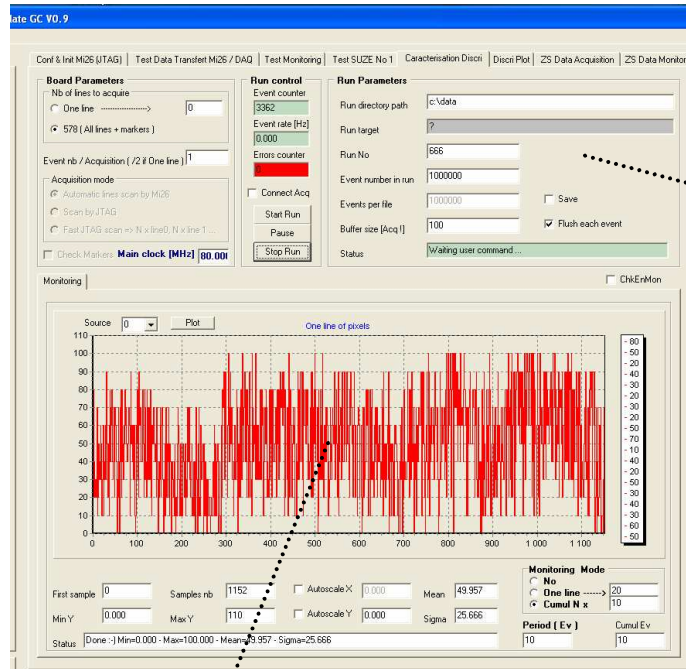 late GC V0.9
Conf & Init Mi26 (JTAG) Test Data Transfert Mi26 / DAQ Test Monitoring Test SUZE No 1 Caracterisation Discri Discri Plot ZS Data Acquisition ZS Data Monitor
Board Parameters
Nb of lines to acquire
One line ------------------> 0
578 ( All lines + markers )
Event nb / Acquisition ( /2 if One line ) 1
Acquisition mode
Automatic lines scan by Mi26
Scan by JTAG
Fast JTAG scan => N x line0, N x line 1 ...
Check Markers Main clock [MHz] 80.00
Run control
Event counter
3362
Event rate [Hz]
0.000
Errors counter
0
Connect Acq
Start Run
Pause
Stop Run
Run Parameters
Run directory path c:\data
Run target ?
Run No 666
Event number in run 1000000
Events per file 1000000 Save
Buffer size [Acq !] 100 Flush each event
Status Waiting user command ...
Monitoring ChkEnMon
Source 0 Plot One line of pixels
110
100
90
80
70
60
50
40
30
20
10
0
0 100 200 300 400 500 600 700 800 900 1 000 1 100
- 80
- 50
- 20
- 40
- 30
- 20
- 30
- 20
- 50
- 70
- 10
- 40
- 20
- 50
- 30
- 40
- 30
- 60
- 50
First sample 0 Samples nb 1152 Autoscale X 0.000 Mean 49.957
Min Y 0.000 Max Y 110 Autoscale Y 0.000 Sigma 25.666
Status Done :-) Min=0.000 - Max=100.000 - Mean=49.957 - Sigma=25.666
Monitoring Mode
No
One line ------> 20
Cumul N x 10
Period ( Ev ) Cumul Ev
10 10